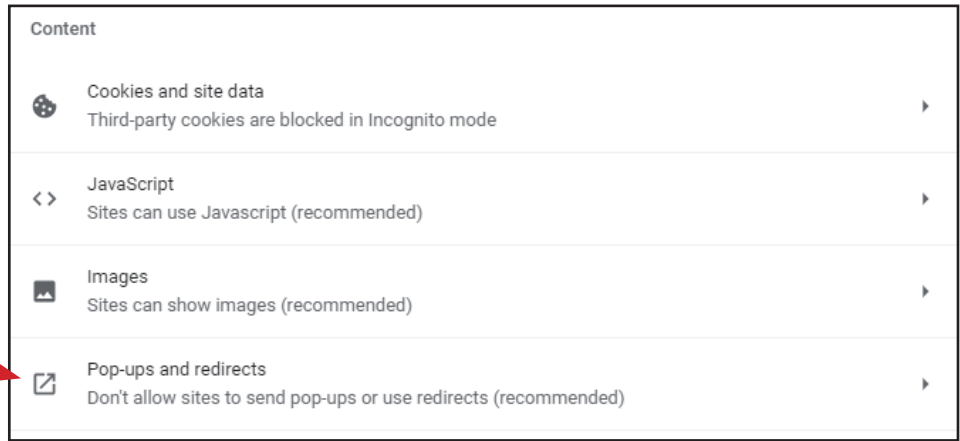 Content
Cookies and site data
Third-party cookies are blocked in Incognito mode
JavaScript
Sites can use Javascript (recommended)
Images
Sites can show images (recommended)
Pop-ups and redirects
Don't allow sites to send pop-ups or use redirects (recommended)